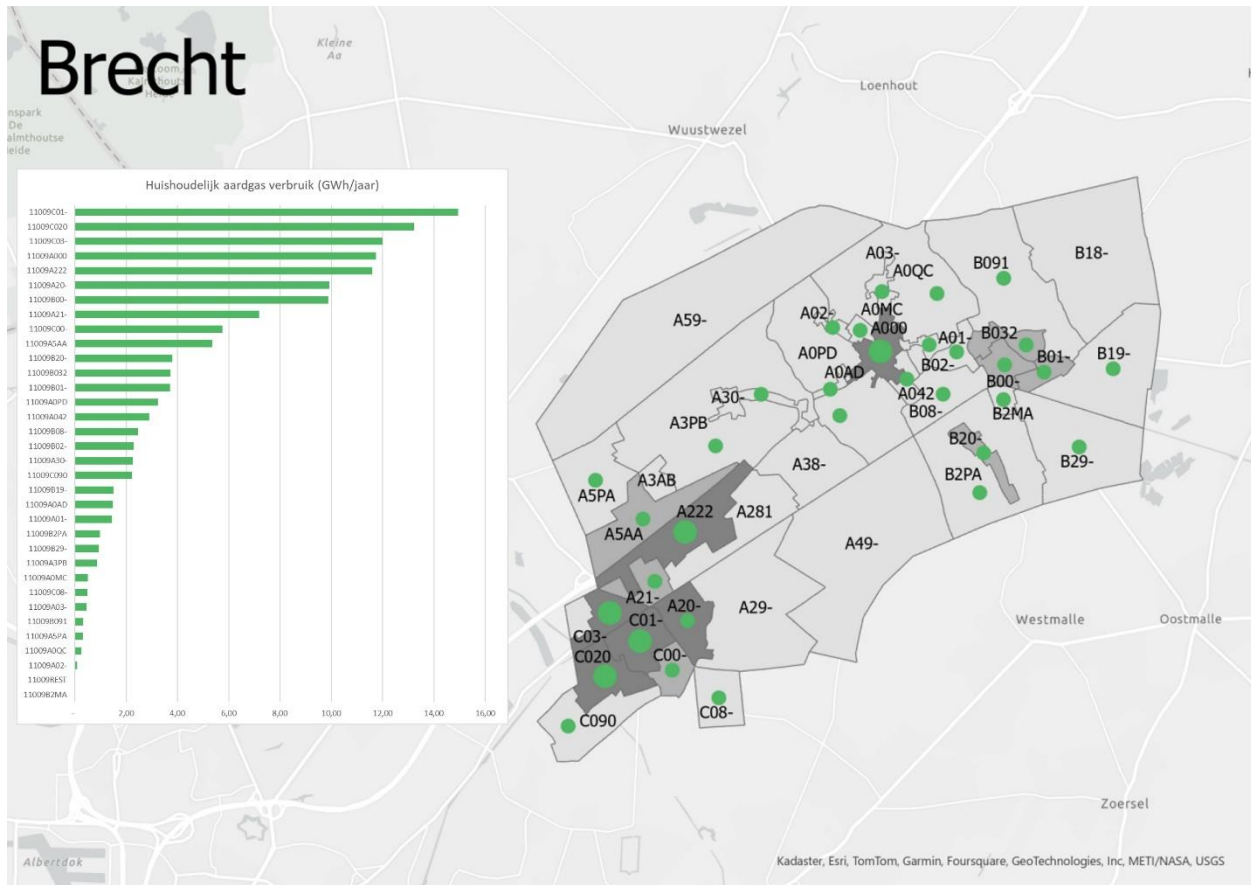 Brecht
Kleine
Aa
Loenhout
Wuustwezel
Huishoudelijk aardgas verbruik (GWh/jaar)
11009C01-
11009C020
11009C03-
11009A000
11009A222
11009A20-
11009B00-
11009A21-
11009C00-
11009A5AA
11009B20-
11009B032
11009B01-
11009A0PD
11009A042
11009B08-
11009B02-
11009A30-
11009C090
11009B19-
11009A0AD
11009A01-
11009B2PA
11009B29-
11009A3PB
11009A0MC
11009C08-
11009A03-
11009B091
11009A5PA
11009A0QC
11009A02-
11009REST
11009B2MA
- 2,00 4,00 6,00 8,00 10,00 12,00 14,00 16,00
A03-
A0QC
B091
B18-
A59-
A02-
A0MC
A000
A01-
B032
A0PD
B02-
B01-
B19-
A0AD
B00-
A30-
A042
B08-
B2MA
A3PB
B20-
A38-
B29-
A5PA
A3AB
B2PA
A222
A281
A5AA
A49-
A21-
A20-
A29-
C01-
C03-
C020
C00-
C08-
C090
Westmalle
Oostmalle
Zoersel
Albertdok
Kadaster, Esri, TomTom, Garmin, Foursquare, GeoTechnologies, Inc, METI/NASA, USGS